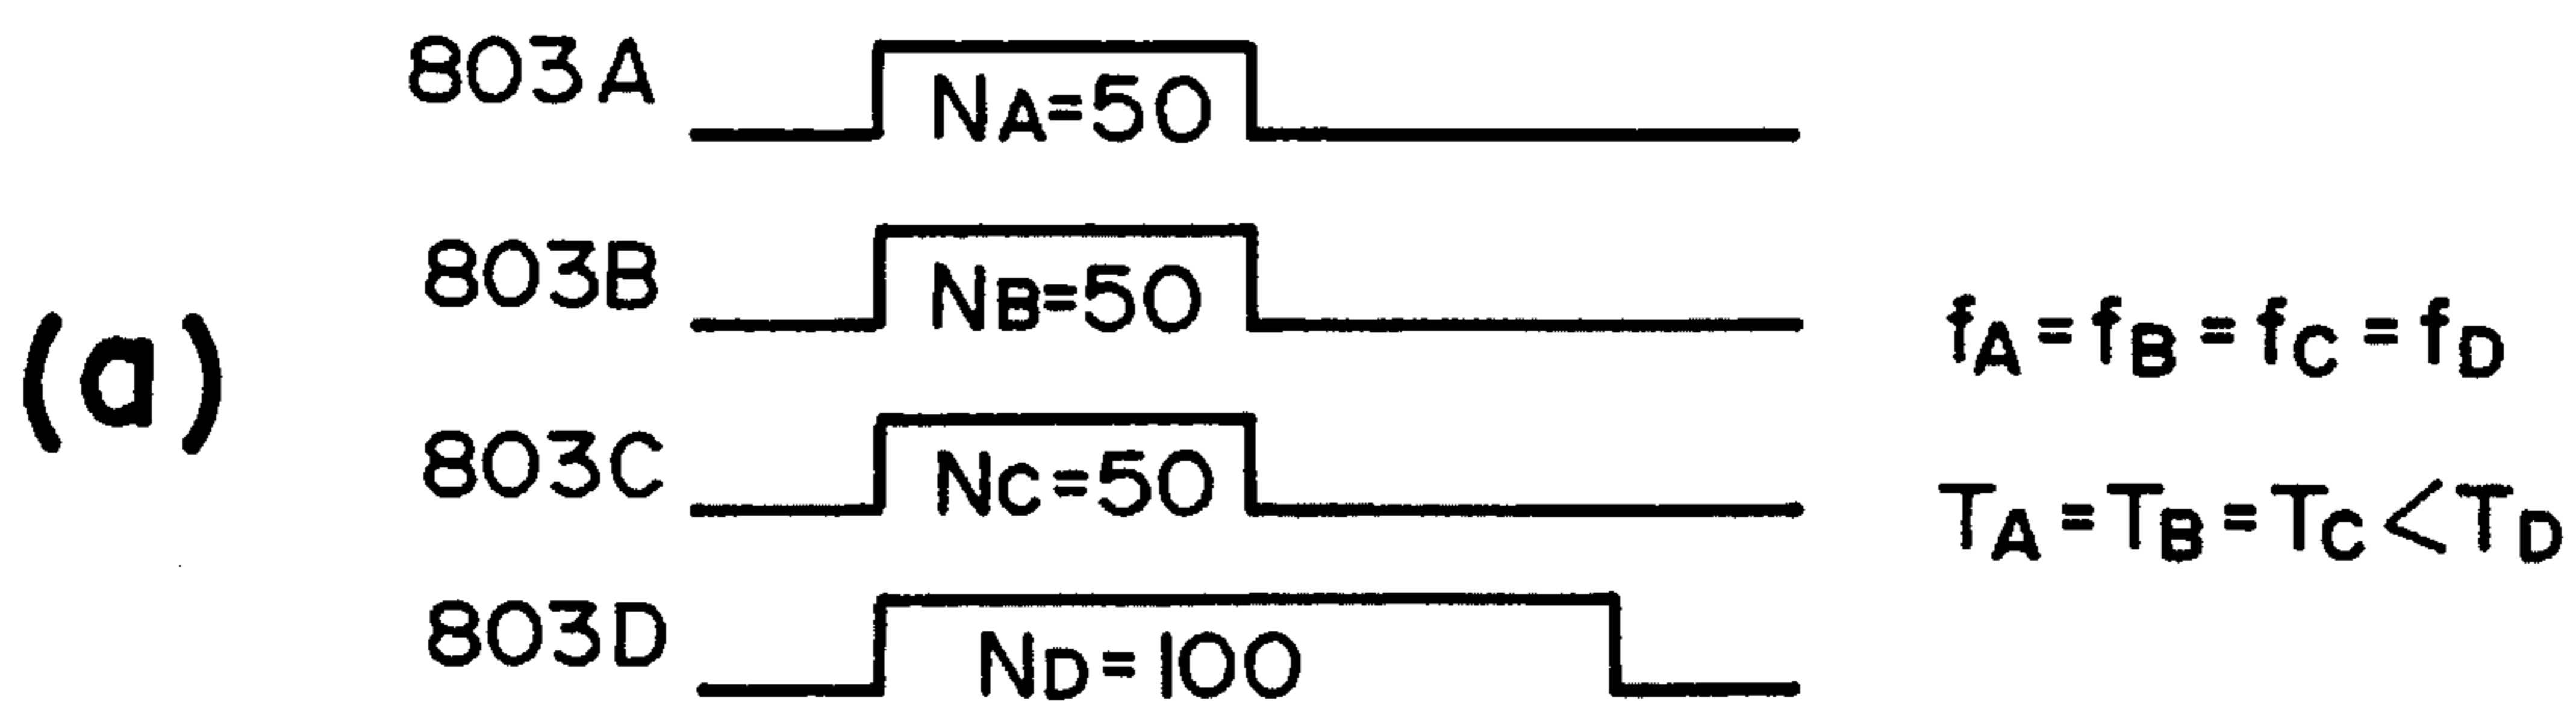 803A
NA=50
803B
NB=50
(a)
fA=fB=fC=fD
803C
NC=50
TA=TB=TC<TD
803D
ND=100